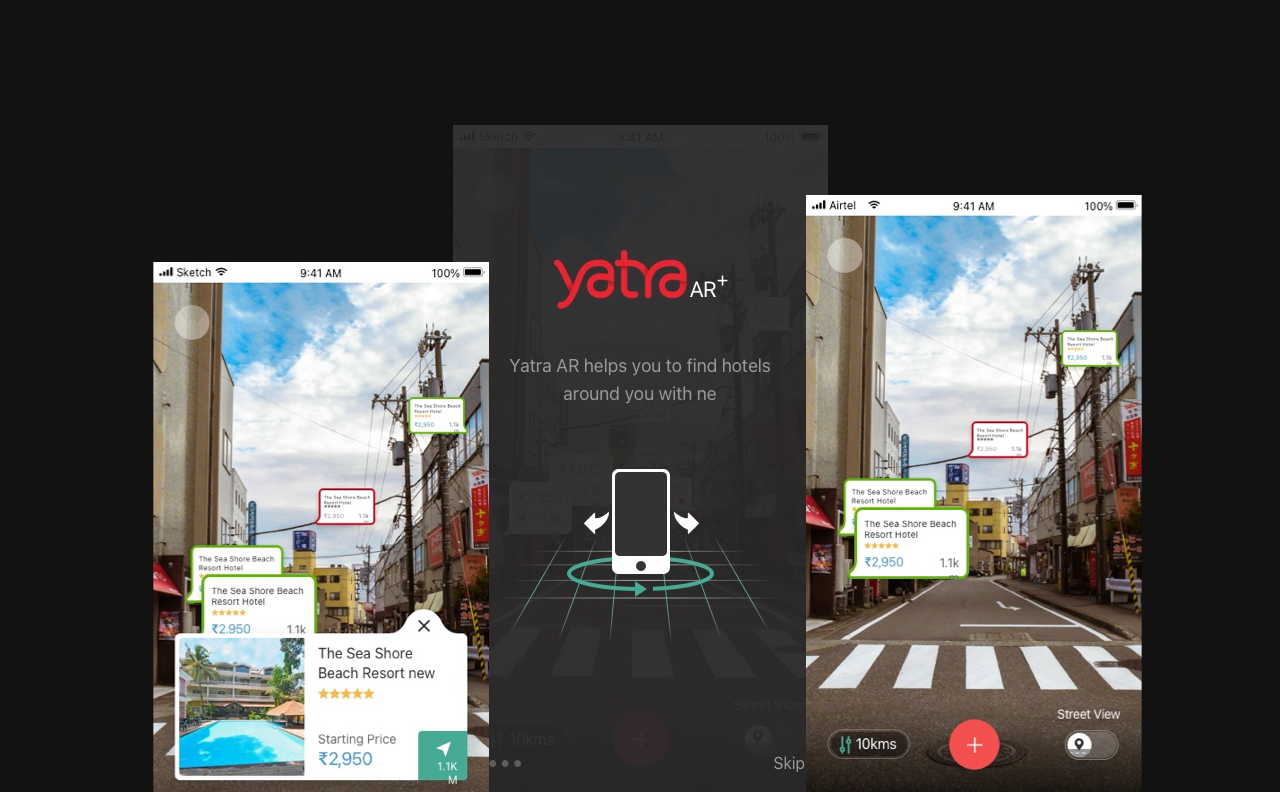 Sketch
9:41 AM
100%
The Sea Shore Beach
Resort Hotel
₹2,950
1.1k
The Sea Shore Beach
Resort Hotel
₹2,950
1.1k
The Sea Shore Beach
Resort Hotel
The Sea Shore Beach
Resort Hotel
₹2,950
1.1k
The Sea Shore
Beach Resort new
Starting Price
₹2,950
1.1K
M
Sketch
9:41 AM
100%
yatra AR+
Yatra AR helps you to find hotels
around you with ne
₹2,950
1.1k
Street View
10kms
Skip
Airtel
9:41 AM
100%
The Sea Shore Beach
Resort Hotel
₹2,950
1.1k
The Sea Shore Beach
Resort Hotel
₹2,950
1.1k
The Sea Shore Beach
Resort Hotel
The Sea Shore Beach
Resort Hotel
₹2,950
1.1k
Street View
10kms